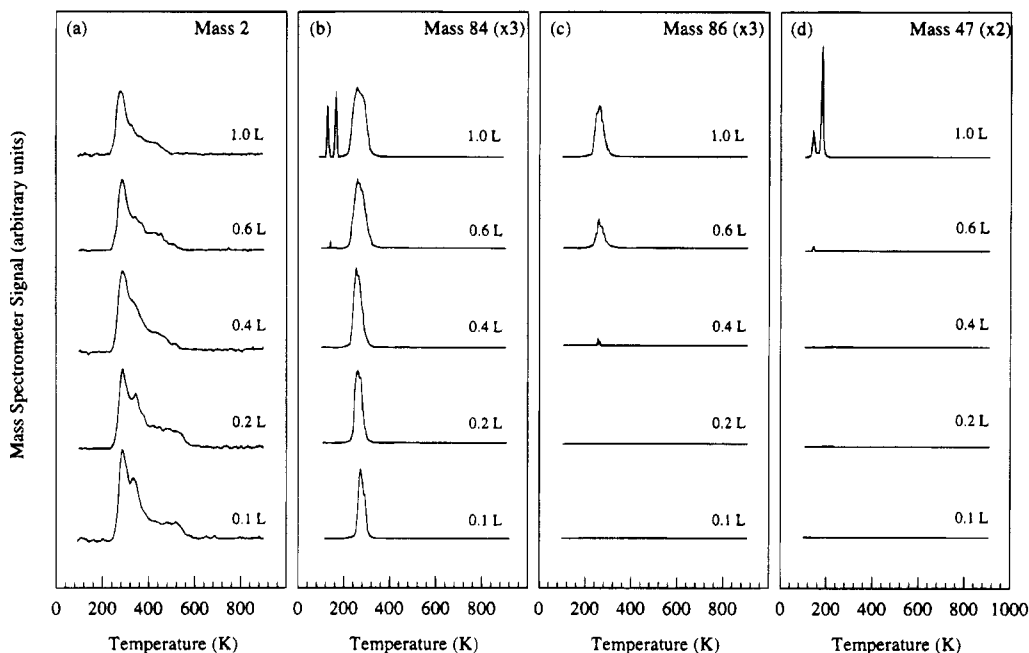 (a) Mass 2
(b) Mass 84 (x3)
(c) Mass 86 (x3)
(d) Mass 47 (x2)
1.0 L 1.0 L 1.0 L 1.0 L
0.6 L 0.6 L 0.6 L 0.6 L
0.4 L 0.4 L 0.4 L 0.4 L
0.2 L 0.2 L 0.2 L 0.2 L
0.1 L 0.1 L 0.1 L 0.1 L
Mass Spectrometer Signal (arbitrary units)
0 200 400 600 800 0 200 400 600 800 0 200 400 600 800 0 200 400 600 800 1000
Temperature (K) Temperature (K) Temperature (K) Temperature (K)